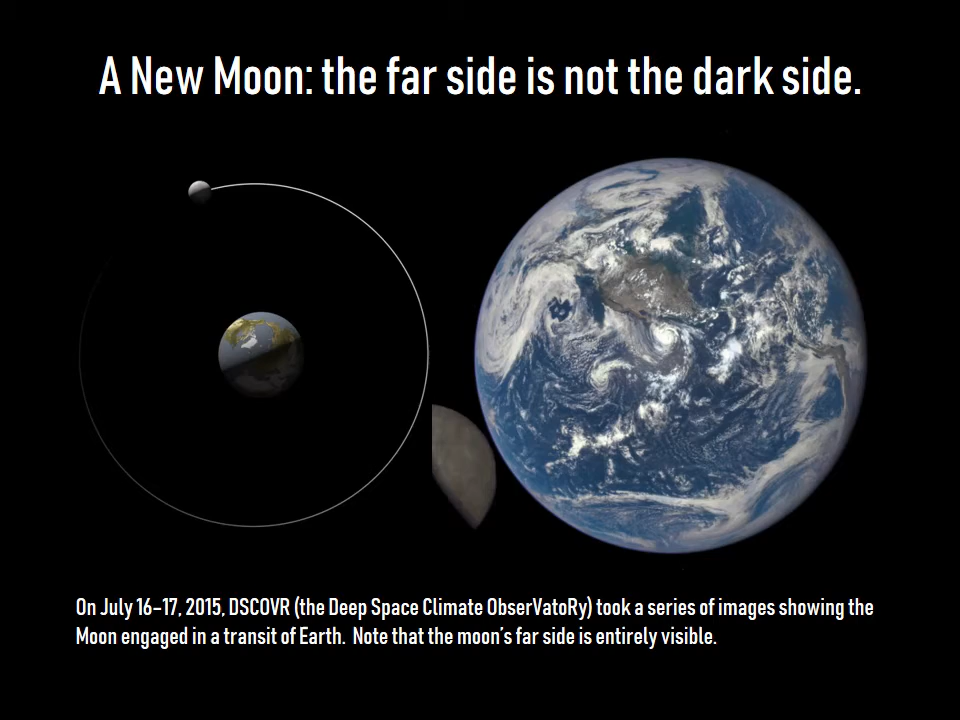 A New Moon: the far side is not the dark side.
On July 16–17, 2015, DSCOVR (the Deep Space Climate ObserVatoRy) took a series of images showing the
Moon engaged in a transit of Earth.  Note that the moon's far side is entirely visible.